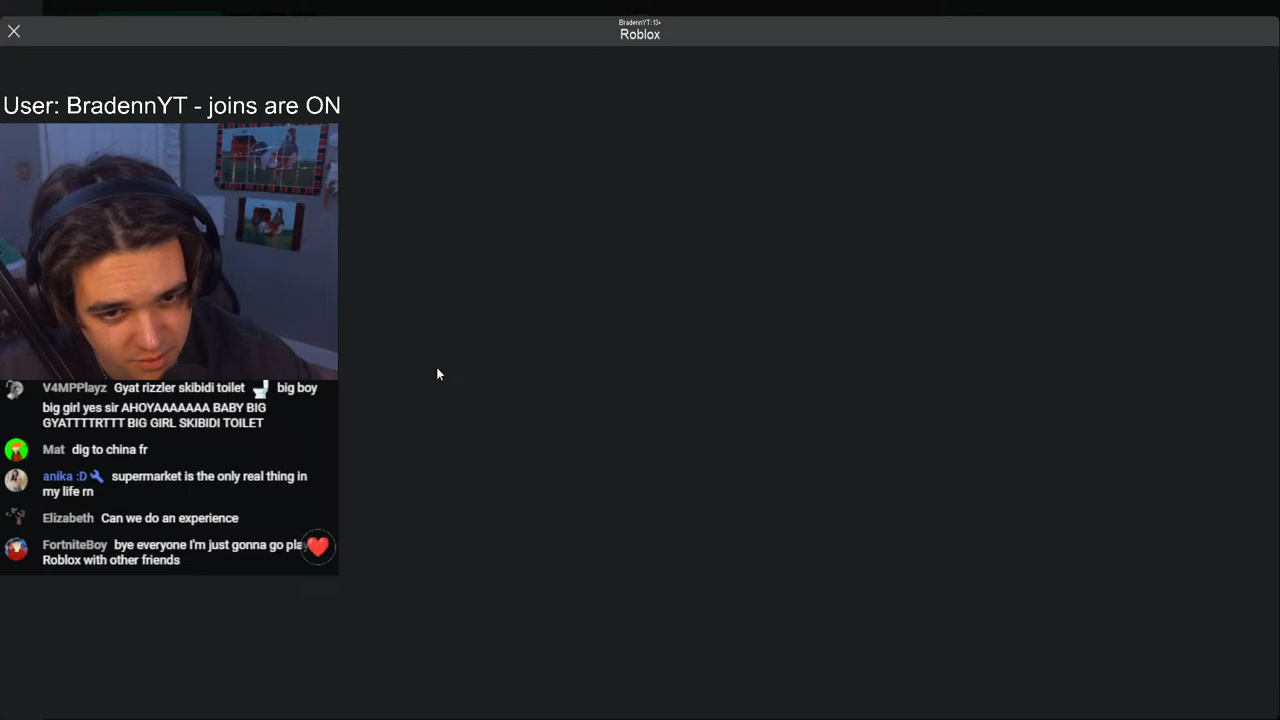 BradennYT: 13+
Roblox
User: BradennYT - joins are ON
V4MPPlayz Gyat rizzler skibidi toilet 🚽 big boy
big girl yes sir AHOYAAAAAAA BABY BIG
GYATTTTRTTT BIG GIRL SKIBIDI TOILET
Mat dig to china fr
anika :D supermarket is the only real thing in
my life rn
Elizabeth Can we do an experience
FortniteBoy bye everyone I'm just gonna go pla
Roblox with other friends